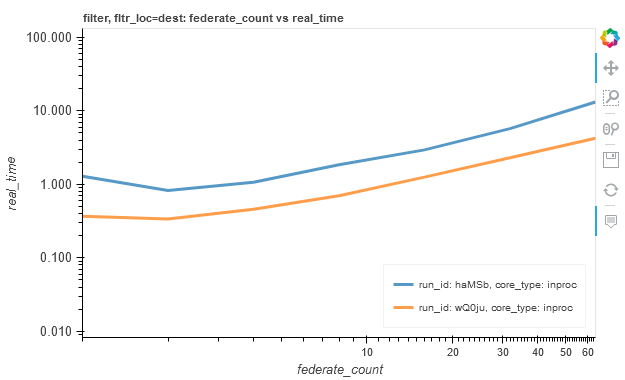 filter, fltr_loc=dest: federate_count vs real_time
100.000
10.000
1.000
0.100
0.010
real_time
run_id: haMSb, core_type: inproc
run_id: wQ0ju, core_type: inproc
10 20 30 40 50 60
federate_count